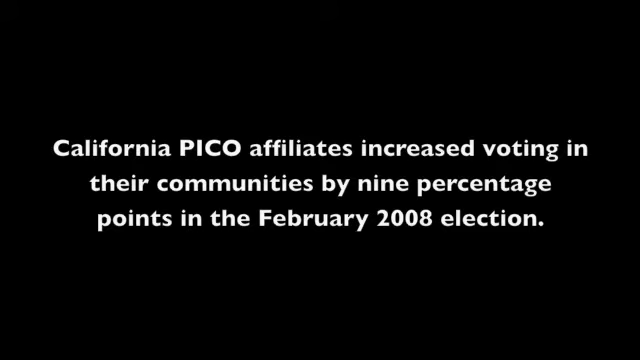 California PICO affiliates increased voting in
their communities by nine percentage
points in the February 2008 election.